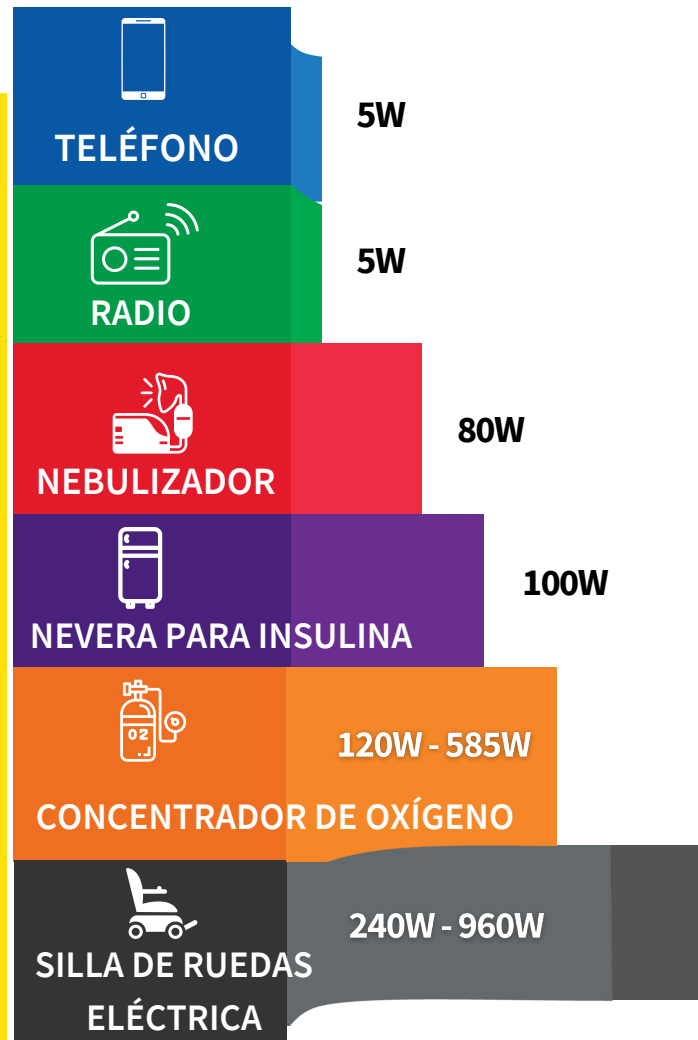 TELÉFONO
5W
RADIO
5W
NEBULIZADOR
80W
NEVERA PARA INSULINA
100W
02
120W - 585W
CONCENTRADOR DE OXÍGENO
240W - 960W
SILLA DE RUEDAS
ELÉCTRICA